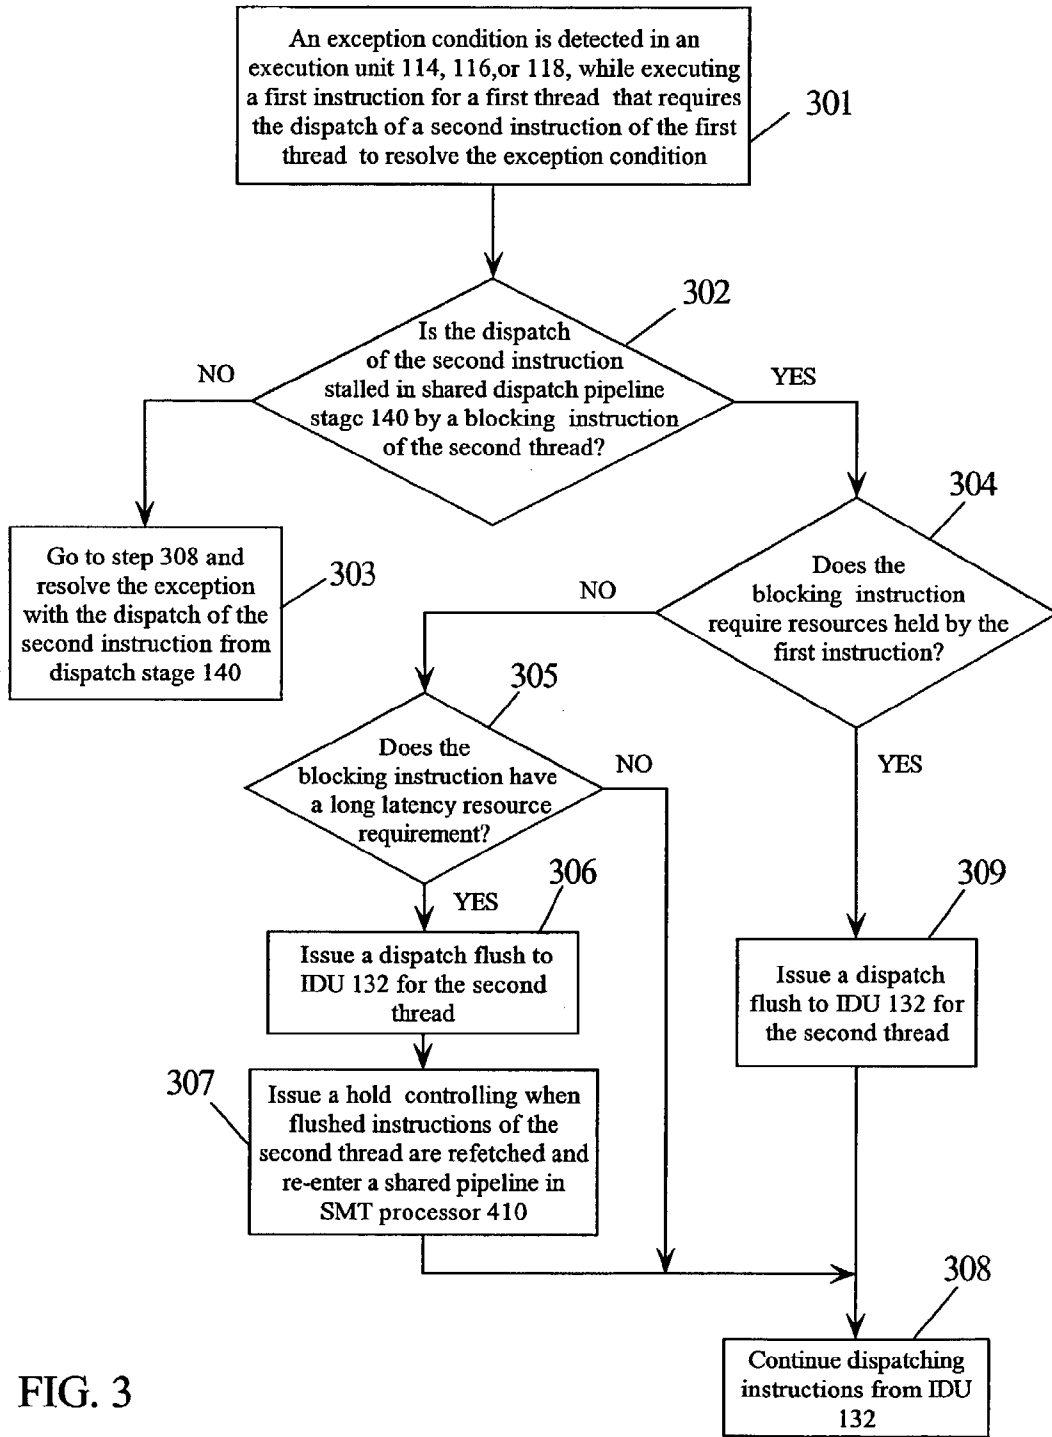 An exception condition is detected in an
execution unit 114, 116,or 118, while executing
a first instruction for a first thread that requires
the dispatch of a second instruction of the first
thread to resolve the exception condition
301
302
Is the dispatch
of the second instruction
stalled in shared dispatch pipeline
stage 140 by a blocking instruction
of the second thread?
NO
YES
304
Go to step 308 and
resolve the exception
with the dispatch of the
second instruction from
dispatch stage 140
303
Does the
blocking instruction
require resources held by the
first instruction?
NO
YES
305
Does the
blocking instruction have
a long latency resource
requirement?
NO
YES
306
Issue a dispatch flush to
IDU 132 for the second
thread
309
Issue a dispatch
flush to IDU 132 for
the second thread
307
Issue a hold controlling when
flushed instructions of the
second thread are refetched and
re-enter a shared pipeline in
SMT processor 410
308
Continue dispatching
instructions from IDU
132
FIG. 3